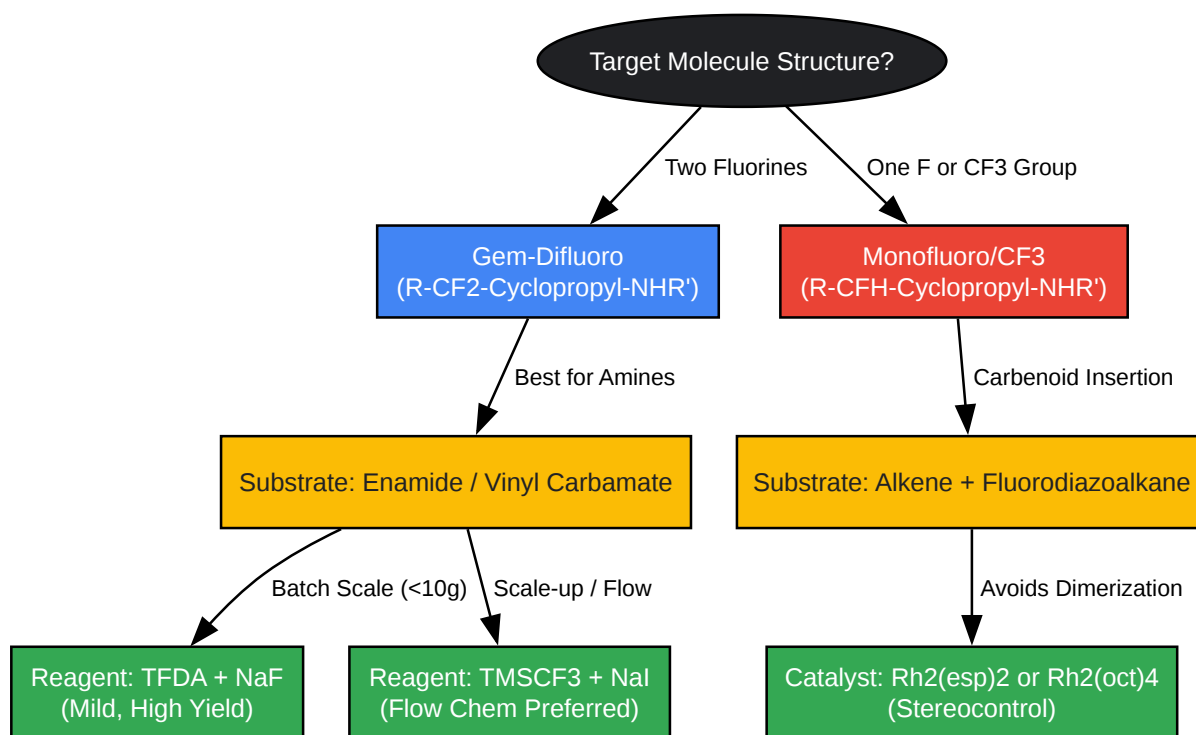 Target Molecule Structure?
Two Fluorines
One F or CF3 Group
Gem-Difluoro
(R-CF2-Cyclopropyl-NHR')
Monofluoro/CF3
(R-CFH-Cyclopropyl-NHR')
Best for Amines
Carbenoid Insertion
Substrate: Enamide / Vinyl Carbamate
Substrate: Alkene + Fluorodiazoalkane
Batch Scale (<10g)
Scale-up / Flow
Avoids Dimerization
Reagent: TFDA + NaF
(Mild, High Yield)
Reagent: TMSCF3 + NaI
(Flow Chem Preferred)
Catalyst: Rh2(esp)2 or Rh2(oct)4
(Stereocontrol)